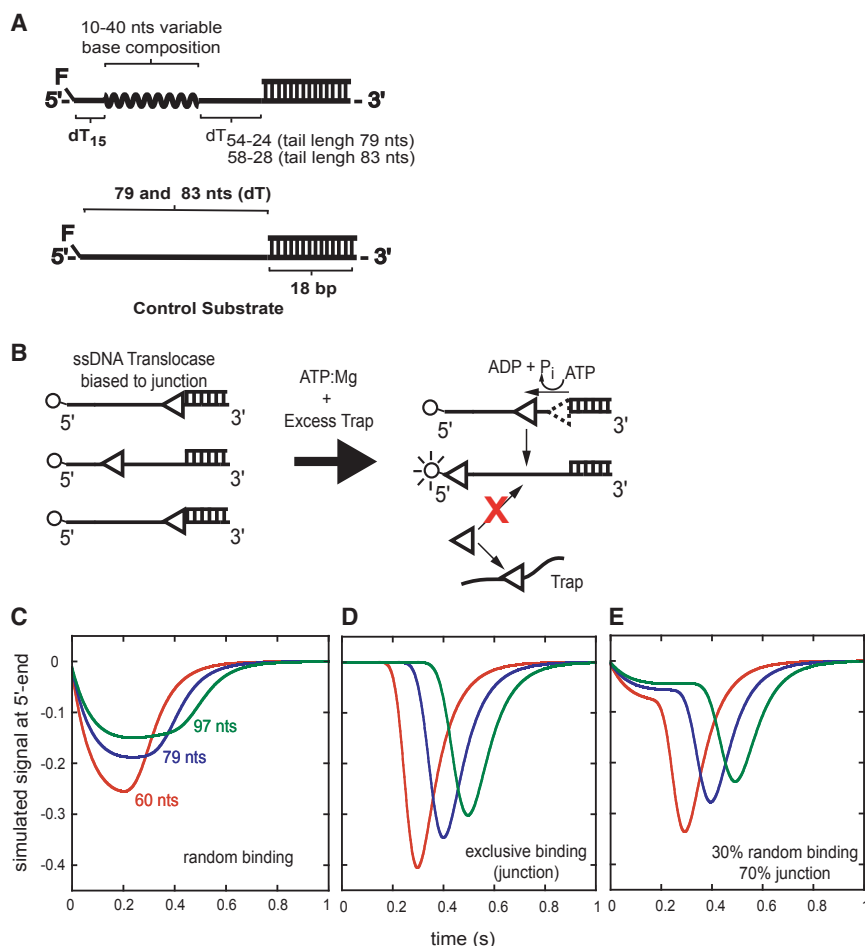 A
10-40 nts variable
base composition
F
5'-
- 3'
dT15
dT54-24 (tail lengh 79 nts)
58-28 (tail lengh 83 nts)
79 and 83 nts (dT)
F
5'-
- 3'
18 bp
Control Substrate
B
ssDNA Translocase
biased to junction
5'
3'
5'
3'
5'
3'
ATP:Mg
+
Excess Trap
ADP + Pi ATP
5'
3'
5'
3'
X
Trap
C
D
E
simulated signal at 5'-end
0
-0.1
-0.2
-0.3
-0.4
97 nts
79 nts
60 nts
random binding
exclusive binding
(junction)
30% random binding
70% junction
0 0.2 0.4 0.6 0.8 1
0 0.2 0.4 0.6 0.8 1
0 0.2 0.4 0.6 0.8 1
time (s)